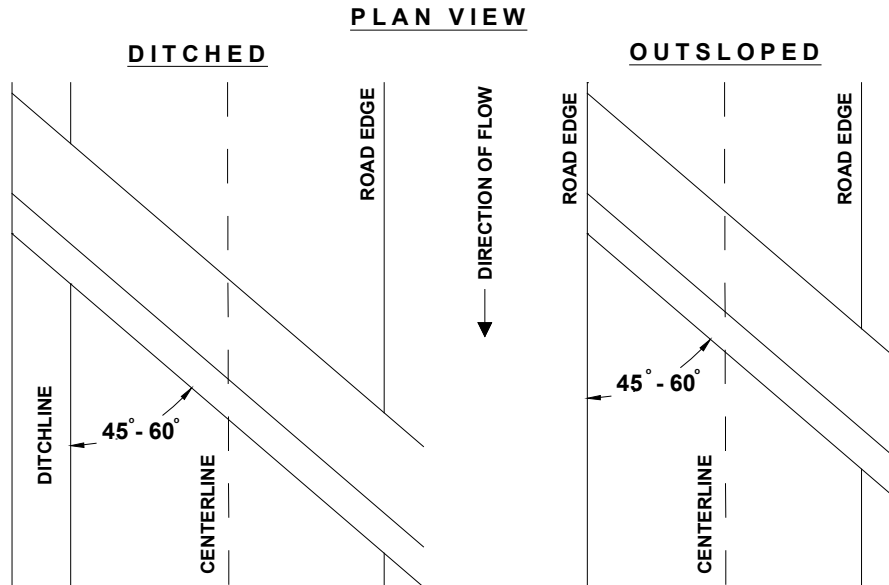 PLAN VIEW
DITCHED
OUTSLOPED
ROAD EDGE
DIRECTION OF FLOW
ROAD EDGE
ROAD EDGE
45° - 60°
45° - 60°
DITCHLINE
CENTERLINE
CENTERLINE